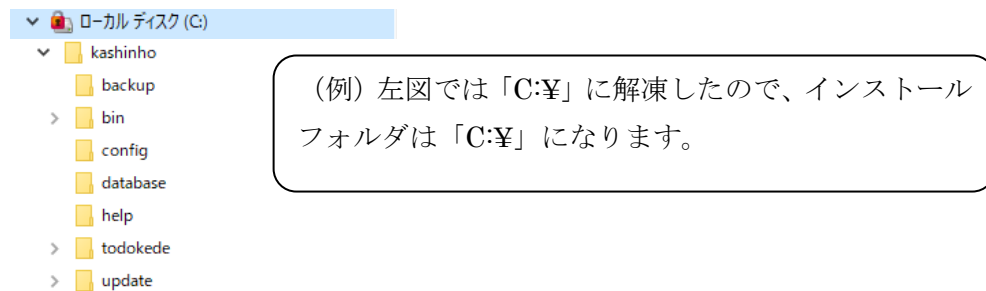 ローカル ディスク (C:)
kashinho
backup
bin
config
database
help
todokede
update
（例）左図では「C:¥」に解凍したので、インストール
フォルダは「C:¥」になります。